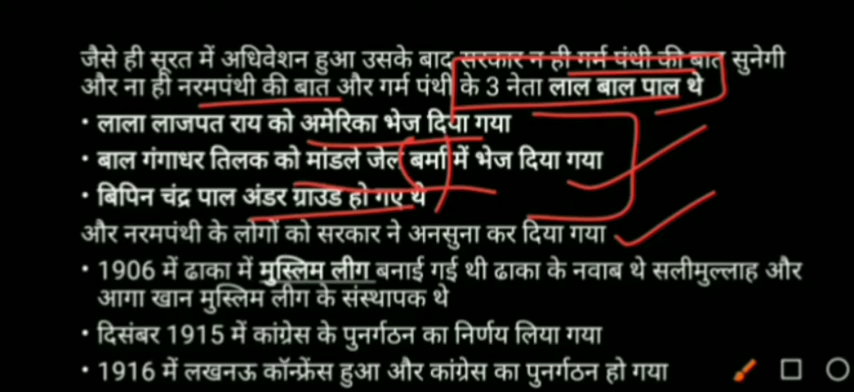 जैसे ही सूरत में अधिवेशन हुआ उसके बाद सरकार न ही गर्म पंथी की बात सुनेगी
और ना ही नरमपंथी की बात और गर्म पंथी के 3 नेता लाल बाल पाल थे
• लाला लाजपत राय को अमेरिका भेज दिया गया
• बाल गंगाधर तिलक को मांडले जेल बर्मा में भेज दिया गया
• बिपिन चंद्र पाल अंडर ग्राउंड हो गए थे
और नरमपंथी के लोगों को सरकार ने अनसुना कर दिया गया
• 1906 में ढाका में मुस्लिम लीग बनाई गई थी ढाका के नवाब थे सलीमुल्लाह और
आगा खान मुस्लिम लीग के संस्थापक थे
• दिसंबर 1915 में कांग्रेस के पुनर्गठन का निर्णय लिया गया
• 1916 में लखनऊ कॉन्फ्रेंस हुआ और कांग्रेस का पुनर्गठन हो गया